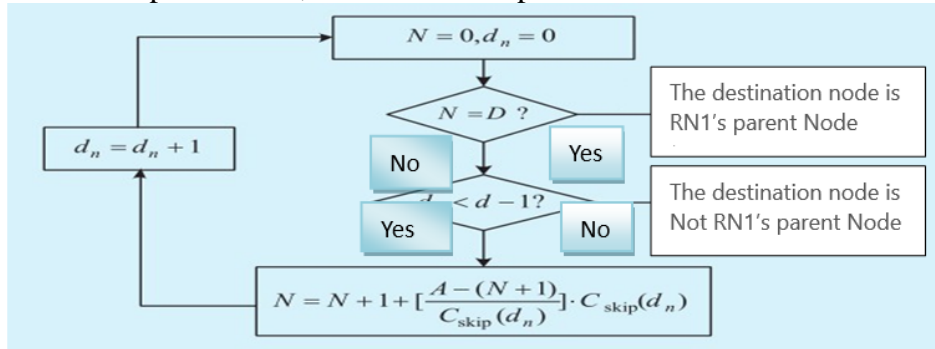 N = 0, d_n = 0
N = D ?
The destination node is
RN1's parent Node
d_n = d_n + 1
No
Yes
< d − 1?
The destination node is
Not RN1's parent Node
Yes
No
N = N + 1 + [ (A − (N + 1)) / C_skip (d_n) ] · C_skip(d_n)